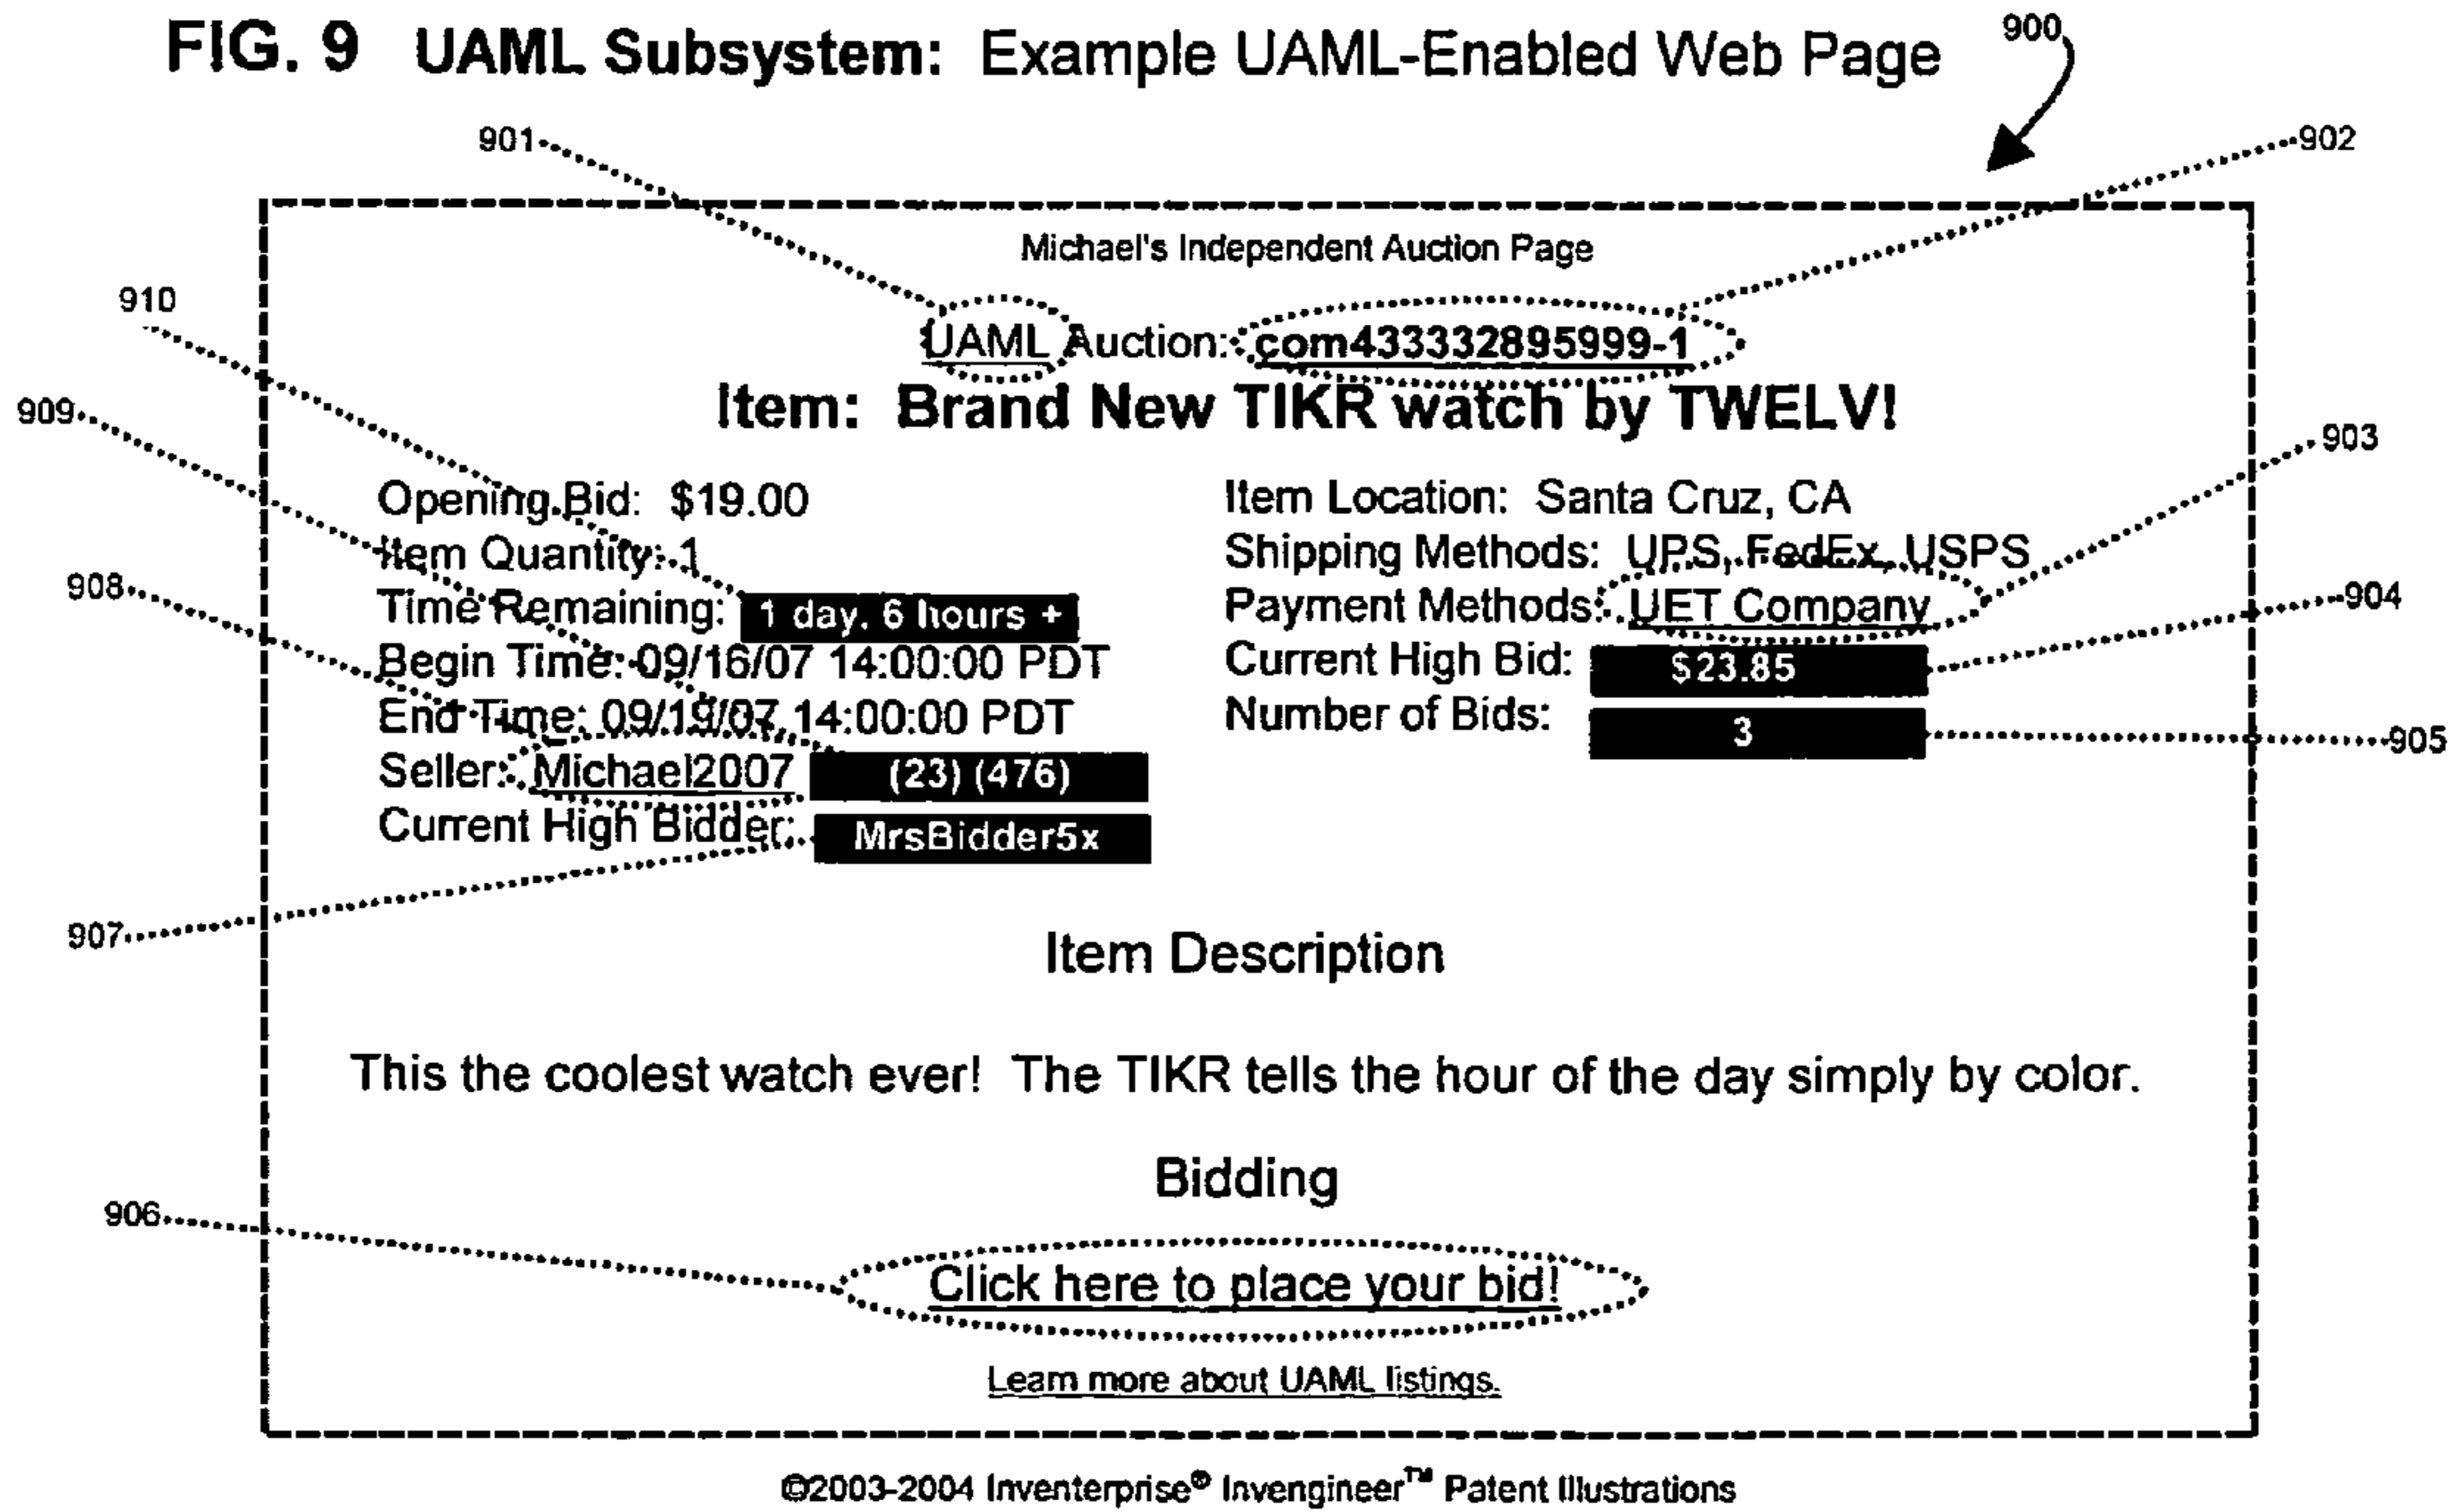 FIG. 9 UAML Subsystem: Example UAML-Enabled Web Page
900
901
902
Michael's Independent Auction Page
910
UAML Auction: com433332895999-1
Item: Brand New TIKR watch by TWELV!
909
903
Opening Bid: $19.00
Item Location: Santa Cruz, CA
Item Quantity: 1
Shipping Methods: UPS, FedEx, USPS
908
Time Remaining: 1 day. 6 hours +
Payment Methods: UET Company
904
Begin Time: 09/16/07 14:00:00 PDT
Current High Bid: $23.85
End Time: 09/19/07 14:00:00 PDT
Number of Bids: 3
905
Seller: Michael2007 (23) (476)
Current High Bidder: MrsBidder5x
907
Item Description
This the coolest watch ever! The TIKR tells the hour of the day simply by color.
Bidding
906
Click here to place your bid!
Learn more about UAML listings.
©2003-2004 Inventerprise® Invengineer™ Patent Illustrations